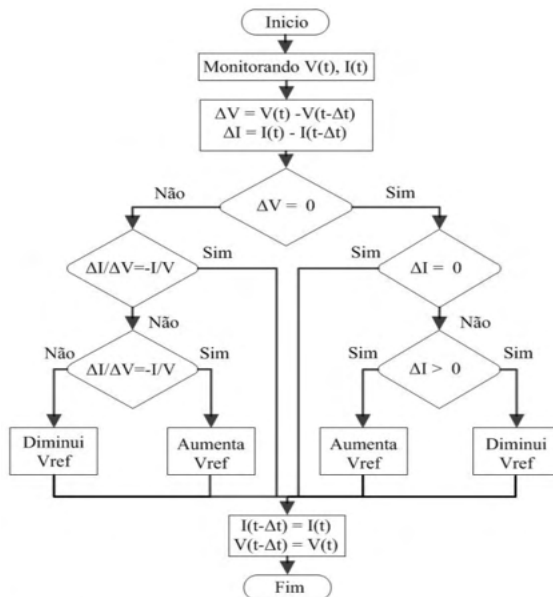 Inicio
Monitorando V(t), I(t)
ΔV = V(t) -V(t-Δt)
ΔI = I(t) - I(t-Δt)
Não
Sim
ΔV = 0
ΔI/ΔV=-I/V
Sim
Sim
ΔI = 0
Não
Não
Não
ΔI/ΔV=-I/V
Sim
Sim
ΔI > 0
Sim
Diminui
Vref
Aumenta
Vref
Aumenta
Vref
Diminui
Vref
I(t-Δt) = I(t)
V(t-Δt) = V(t)
Fim